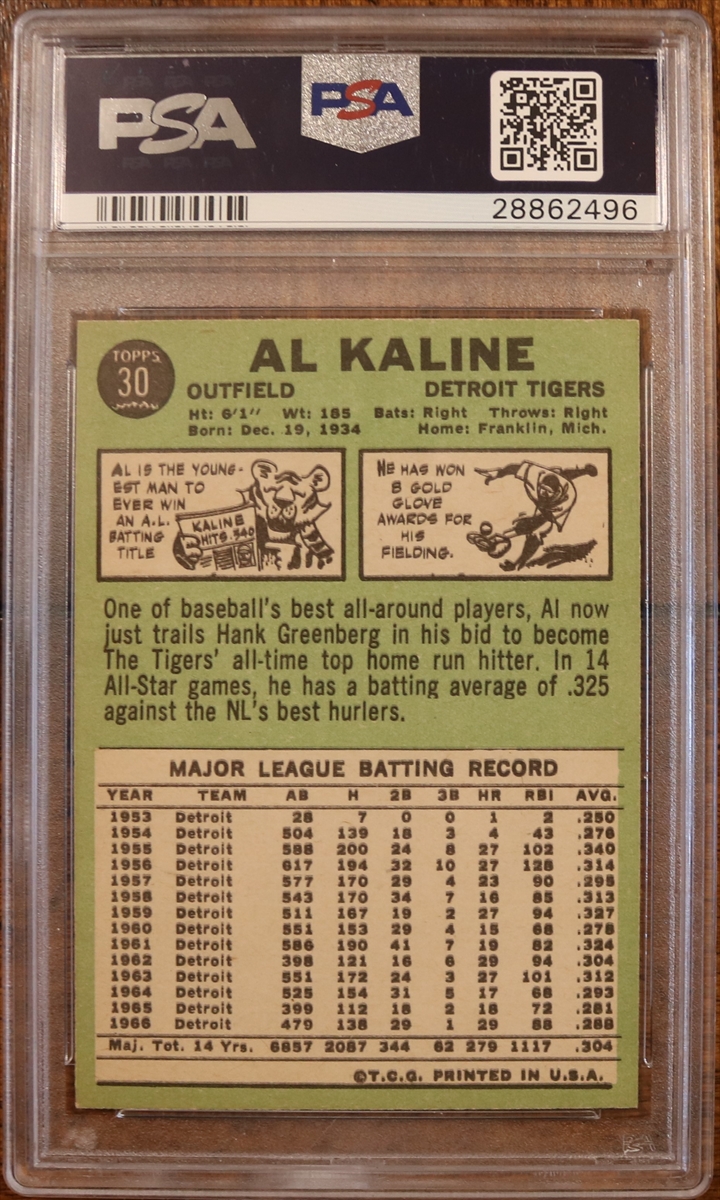 PSA
PSA
28862496
TOPPS
30
AL KALINE
OUTFIELD DETROIT TIGERS
Ht: 6'1" Wt: 185 Bats: Right Throws: Right
Born: Dec. 19, 1934 Home: Franklin, Mich.
AL IS THE YOUNG-
EST MAN TO
EVER WIN
AN A.L.
BATTING
TITLE
KALINE
HITS .340
HE HAS WON
8 GOLD
GLOVE
AWARDS FOR
HIS
FIELDING.
One of baseball's best all-around players, Al now
just trails Hank Greenberg in his bid to become
The Tigers' all-time top home run hitter. In 14
All-Star games, he has a batting average of .325
against the NL's best hurlers.
MAJOR LEAGUE BATTING RECORD
YEAR TEAM AB H 2B 3B HR RBI AVG.
1953 Detroit 28 7 0 0 1 2 .250
1954 Detroit 504 139 18 3 4 43 .276
1955 Detroit 588 200 24 8 27 102 .340
1956 Detroit 617 194 32 10 27 128 .314
1957 Detroit 577 170 29 4 23 90 .295
1958 Detroit 543 170 34 7 16 85 .313
1959 Detroit 511 167 19 2 27 94 .327
1960 Detroit 551 153 29 4 15 68 .278
1961 Detroit 586 190 41 7 19 82 .324
1962 Detroit 398 121 16 6 29 94 .304
1963 Detroit 551 172 24 3 27 101 .312
1964 Detroit 525 154 31 5 17 68 .293
1965 Detroit 399 112 18 2 18 72 .281
1966 Detroit 479 138 29 1 29 88 .288
Maj. Tot. 14 Yrs. 6857 2087 344 62 279 1117 .304
©T.C.G. PRINTED IN U.S.A.
PSA